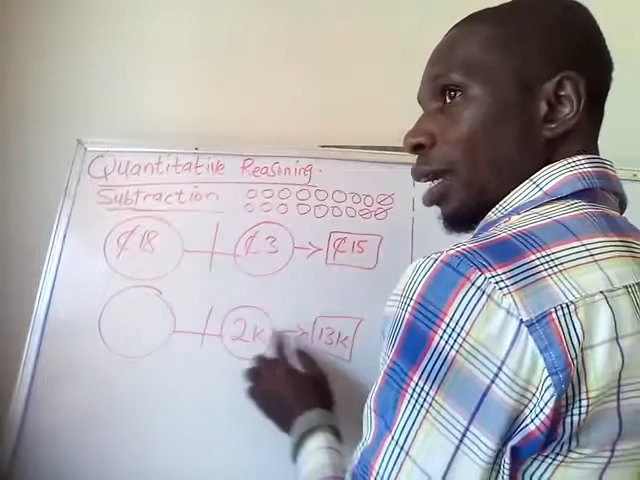 Quantitative Reasoning.
Subtraction
₵18 ₵3 ₵15
2k 13k